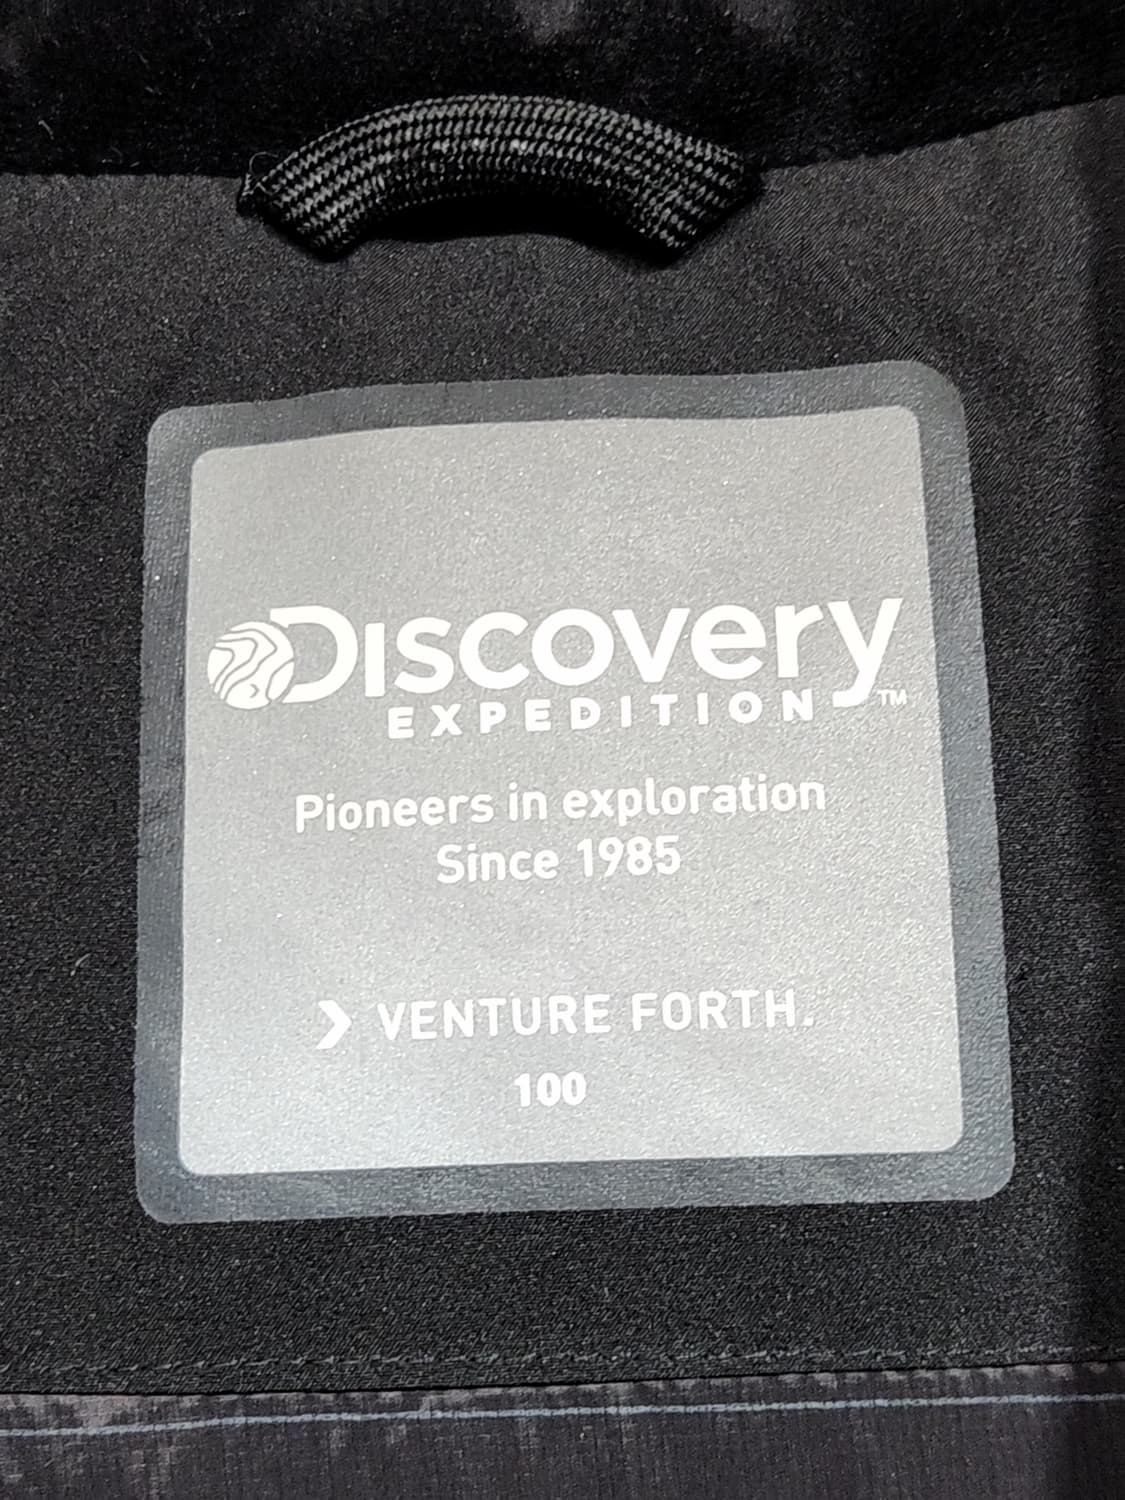 Discovery
EXPEDITION™
Pioneers in exploration
Since 1985
VENTURE FORTH.
100